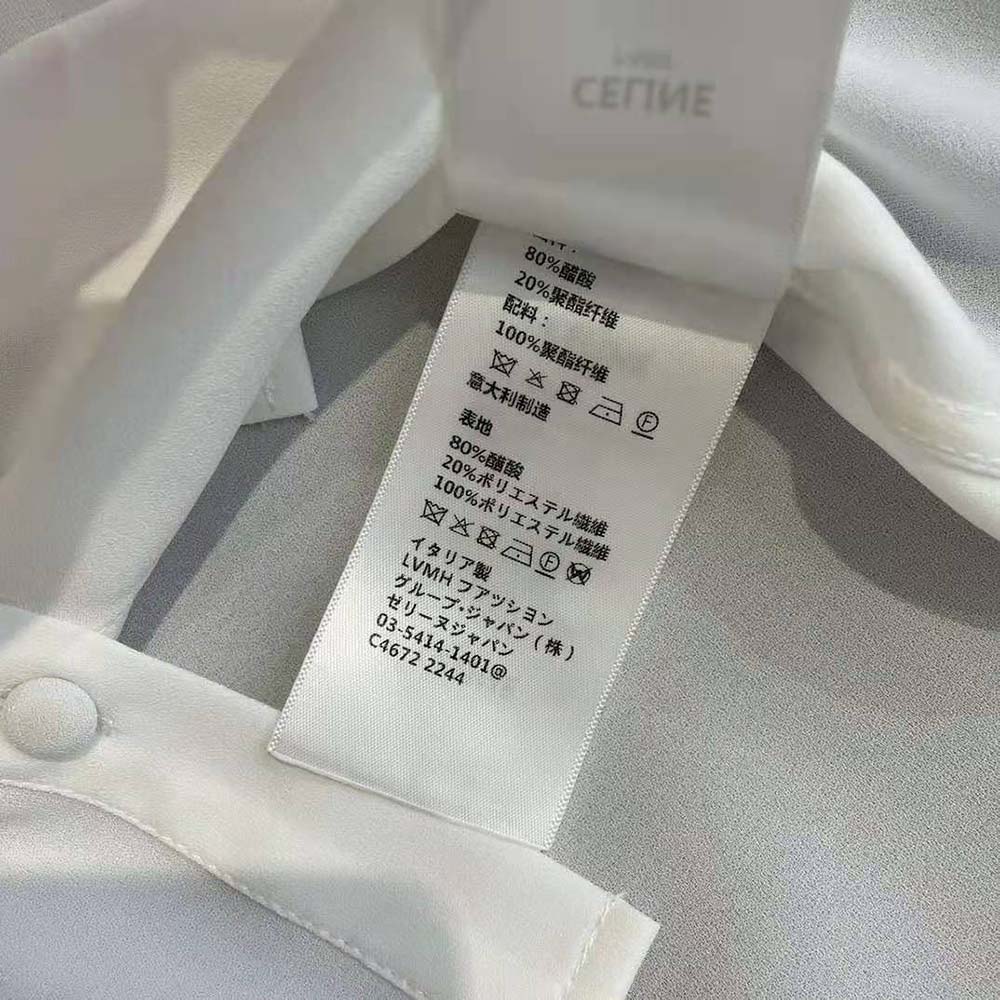 CELINE
80%醋酸
20%聚酯纤维
配料：
100%聚酯纤维
意大利制造
表地
80%醋酸
20%ポリエステル繊維
100%ポリエステル繊維
イタリア製
LVMH ファッション
グループ･ジャパン（株）
ゼリーヌジャパン
03-5414-1401@
C4672 2244